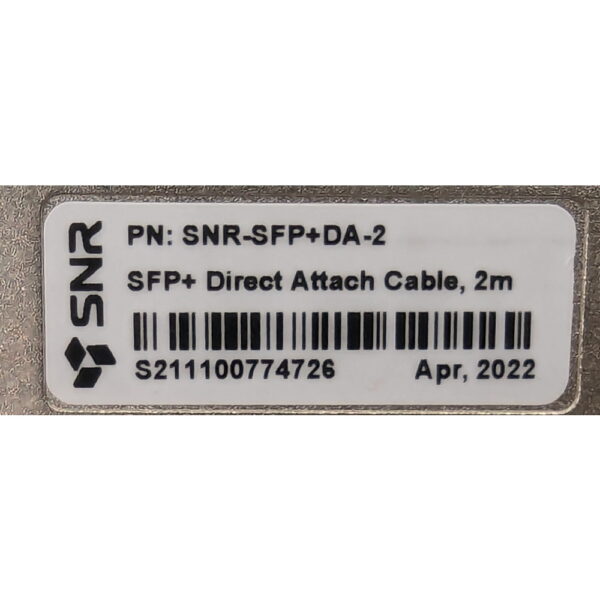 SNR
PN: SNR-SFP+DA-2
SFP+ Direct Attach Cable, 2m
S211100774726 Apr, 2022